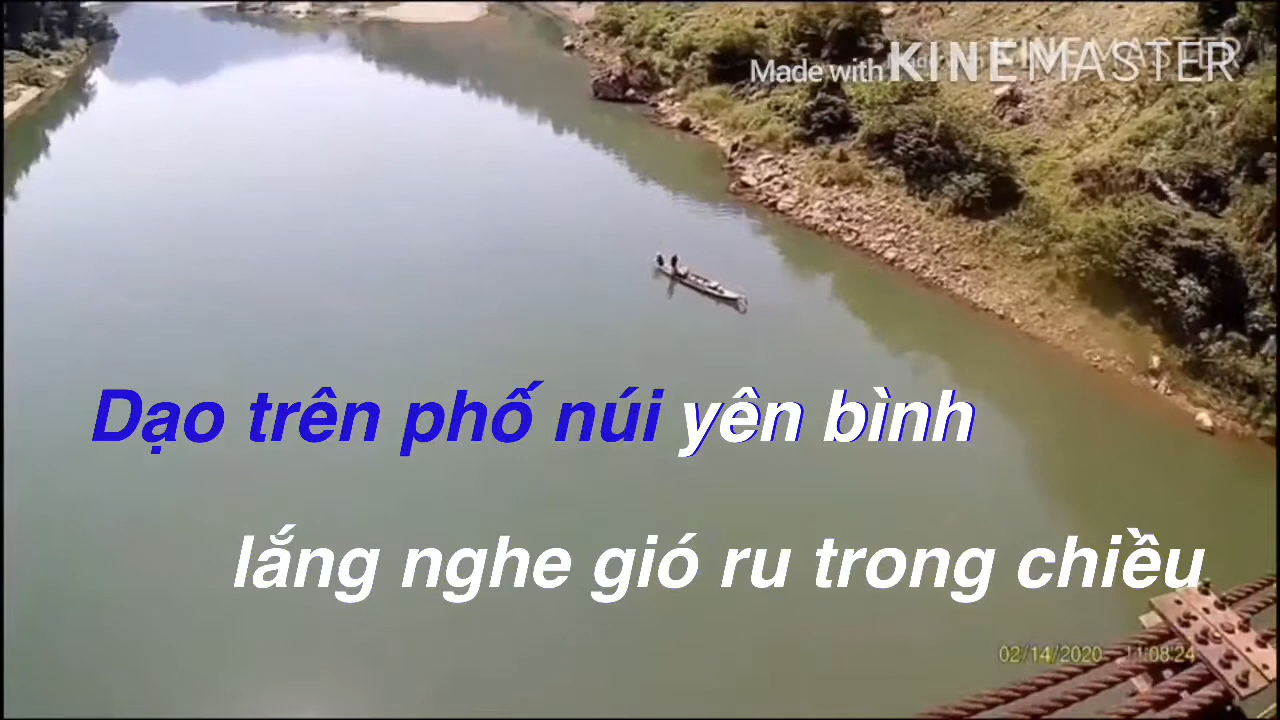 Made with KINEMASTER
Dạo trên phố núi yên bình
lắng nghe gió ru trong chiều
02/14/2020 11:08:24